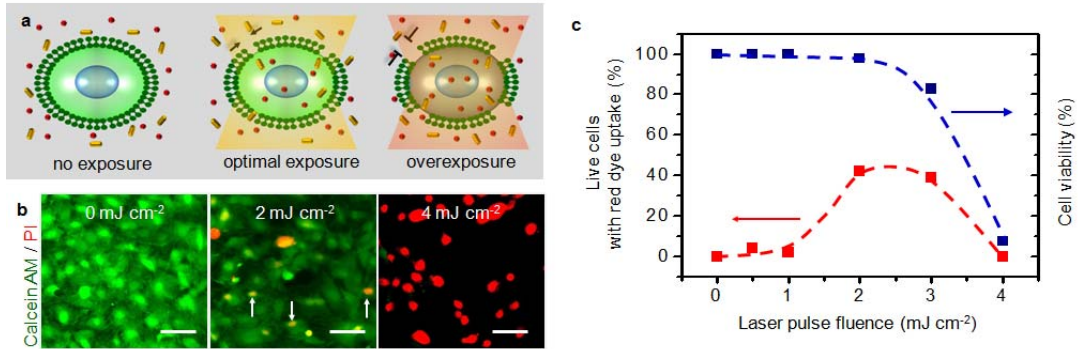 a
no exposure
optimal exposure
overexposure
b
Calcein AM / PI
0 mJ cm-2
2 mJ cm-2
4 mJ cm-2
c
Live cells
with red dye uptake (%)
100
80
60
40
20
0
0
1
2
3
4
Laser pulse fluence (mJ cm-2)
Cell viability (%)